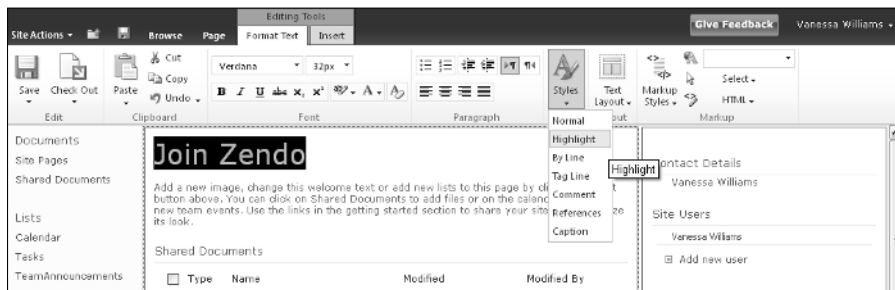 Editing Tools
Site Actions Browse Page Format Text Insert Give Feedback Vanessa Williams
Save Check Out Paste Cut Copy Undo Verdana 32px B I U abc x, x² A Styles Text Layout Markup Styles Select HTML
Edit Clipboard Font Paragraph out Markup
Normal
Highlight
By Line
Tag Line
Comment
References
Caption
Highlight
Documents
Site Pages
Shared Documents
Lists
Calendar
Tasks
TeamAnnouncements
Join Zendo
Add a new image, change this welcome text or add new lists to this page by cli t
button above. You can click on Shared Documents to add files or on the calen
new team events. Use the links in the getting started section to share your site ze
its look.
Shared Documents
Type Name Modified Modified By
ontact Details
Vanessa Williams
Site Users
Vanessa Williams
Add new user